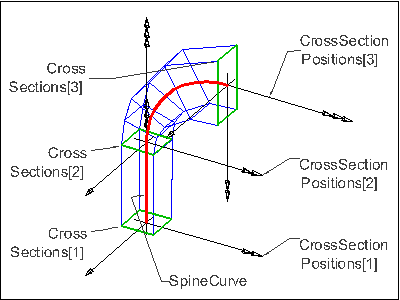 CrossSection
Positions[3]
Cross
Sections[3]
Cross
Sections[2]
CrossSection
Positions[2]
Cross
Sections[1]
CrossSection
Positions[1]
SpineCurve